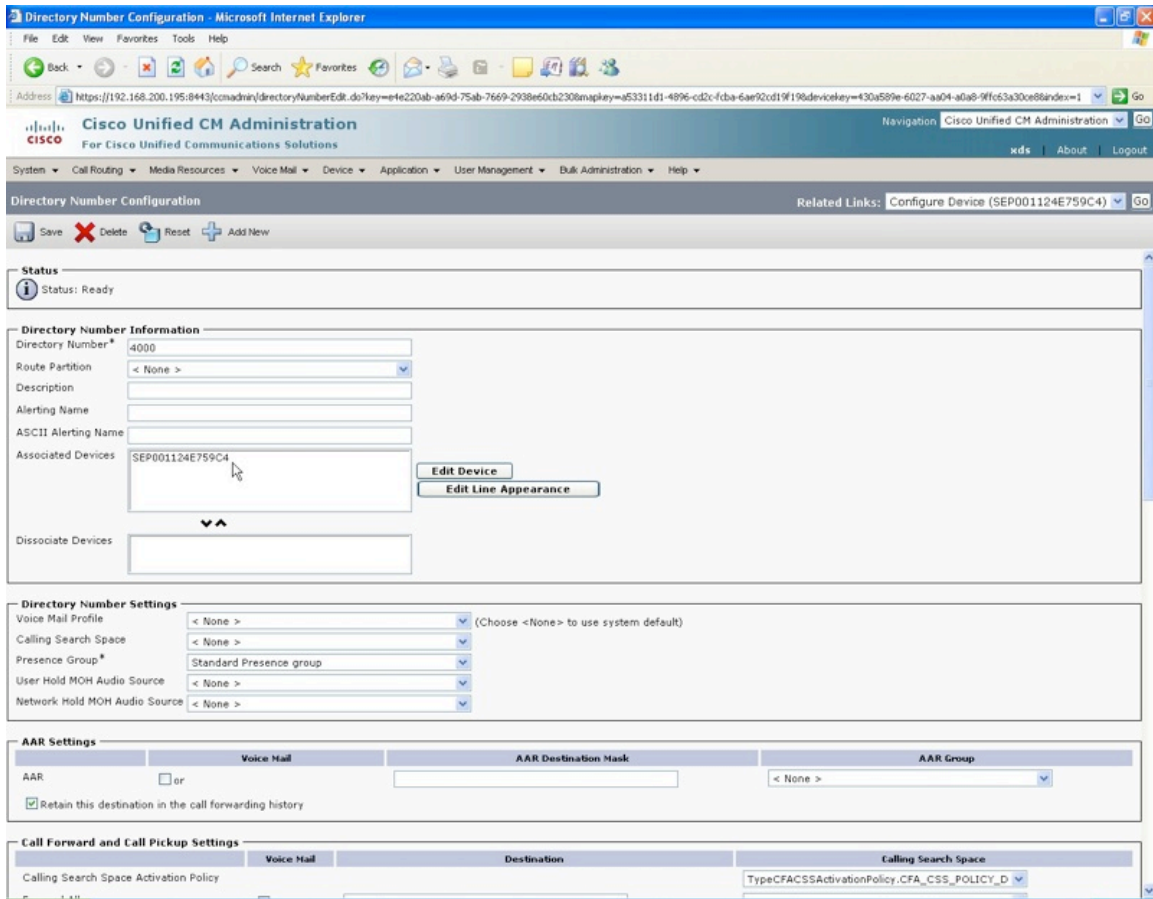 Directory Number Configuration - Microsoft Internet Explorer
File Edit View Favorites Tools Help
Back Search Favorites
Address https://192.168.200.195:8443/ccmadmin/directoryNumberEdit.do?key=e4e220ab-a69d-75ab-7669-2938e60cb230&mapkey=a53311d1-4896-cd2c-fcba-6ae92cd19f19&devicekey=430a589e-6027-aa04-a0a8-9ffc63a30ce8&index=1 Go
CISCO Cisco Unified CM Administration Navigation Cisco Unified CM Administration Go
For Cisco Unified Communications Solutions
xds | About | Logout
System Call Routing Media Resources Voice Mail Device Application User Management Bulk Administration Help
Directory Number Configuration Related Links: Configure Device (SEP001124E759C4) Go
Save Delete Reset Add New
Status
Status: Ready
Directory Number Information
Directory Number* 4000
Route Partition < None >
Description
Alerting Name
ASCII Alerting Name
Associated Devices SEP001124E759C4
Edit Device
Edit Line Appearance
Dissociate Devices
Directory Number Settings
Voice Mail Profile < None > (Choose <None> to use system default)
Calling Search Space < None >
Presence Group* Standard Presence group
User Hold MOH Audio Source < None >
Network Hold MOH Audio Source < None >
AAR Settings
Voice Mail AAR Destination Mask AAR Group
AAR or < None >
Retain this destination in the call forwarding history
Call Forward and Call Pickup Settings
Voice Mail Destination Calling Search Space
Calling Search Space Activation Policy TypeCFACSSActivationPolicy.CFA_CSS_POLICY_D